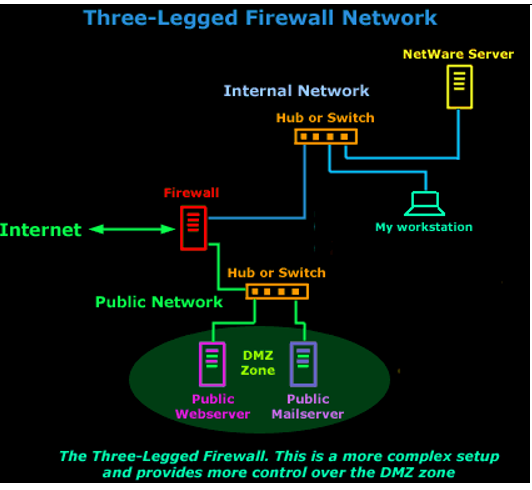 Three-Legged Firewall Network
NetWare Server
Internal Network
Hub or Switch
Firewall
My workstation
Internet
Hub or Switch
Public Network
DMZ
Zone
Public
Webserver
Public
Mailserver
The Three-Legged Firewall. This is a more complex setup
and provides more control over the DMZ zone